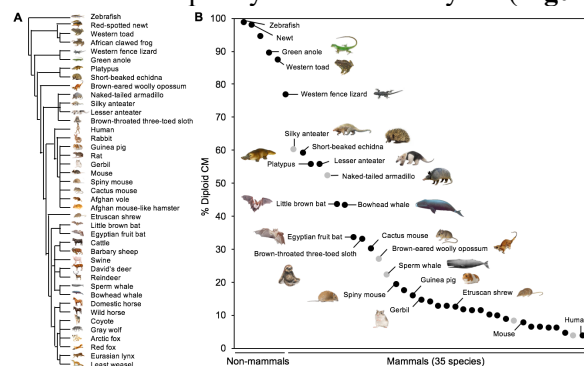 A
Zebrafish
Red-spotted newt
Western toad
African clawed frog
Western fence lizard
Green anole
Platypus
Short-beaked echidna
Brown-eared woolly opossum
Naked-tailed armadillo
Silky anteater
Lesser anteater
Brown-throated three-toed sloth
Human
Rabbit
Guinea pig
Rat
Gerbil
Mouse
Spiny mouse
Cactus mouse
Afghan vole
Afghan mouse-like hamster
Etruscan shrew
Little brown bat
Egyptian fruit bat
Cattle
Barbary sheep
Swine
David's deer
Reindeer
Sperm whale
Bowhead whale
Domestic horse
Wild horse
Coyote
Gray wolf
Arctic fox
Red fox
Eurasian lynx
Least weasel
B
% Diploid CM
100
90
80
70
60
50
40
30
20
10
0
Zebrafish
Newt
Green anole
Western toad
Western fence lizard
Silky anteater
Short-beaked echidna
Platypus
Lesser anteater
Naked-tailed armadillo
Little brown bat
Bowhead whale
Egyptian fruit bat
Cactus mouse
Brown-throated three-toed sloth
Brown-eared woolly opossum
Sperm whale
Guinea pig
Spiny mouse
Etruscan shrew
Gerbil
Mouse
Huma
Non-mammals
Mammals (35 species)